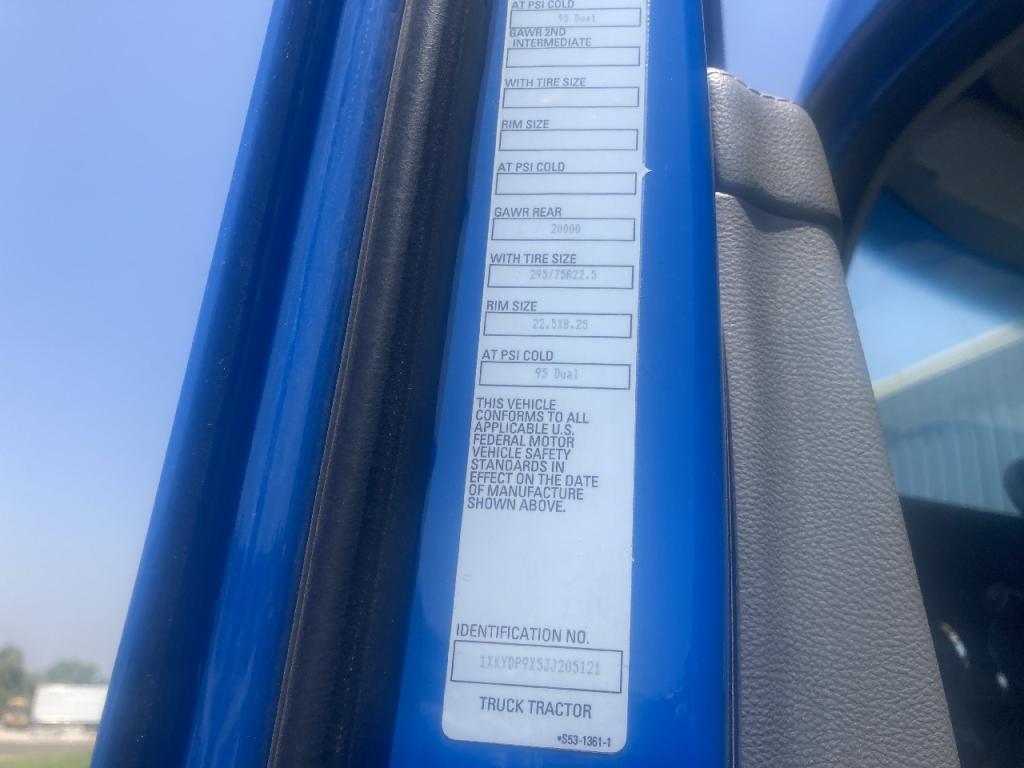 AT PSI COLD
95 Dual
GAWR 2ND
INTERMEDIATE
WITH TIRE SIZE
RIM SIZE
AT PSI COLD
GAWR REAR
20000
WITH TIRE SIZE
295/75R22.5
RIM SIZE
22.5X8.25
AT PSI COLD
95 Dual
THIS VEHICLE
CONFORMS TO ALL
APPLICABLE U.S.
FEDERAL MOTOR
VEHICLE SAFETY
STANDARDS IN
EFFECT ON THE DATE
OF MANUFACTURE
SHOWN ABOVE.
IDENTIFICATION NO.
1XKYDP9X5JJ205121
TRUCK TRACTOR
*S53-1361-1